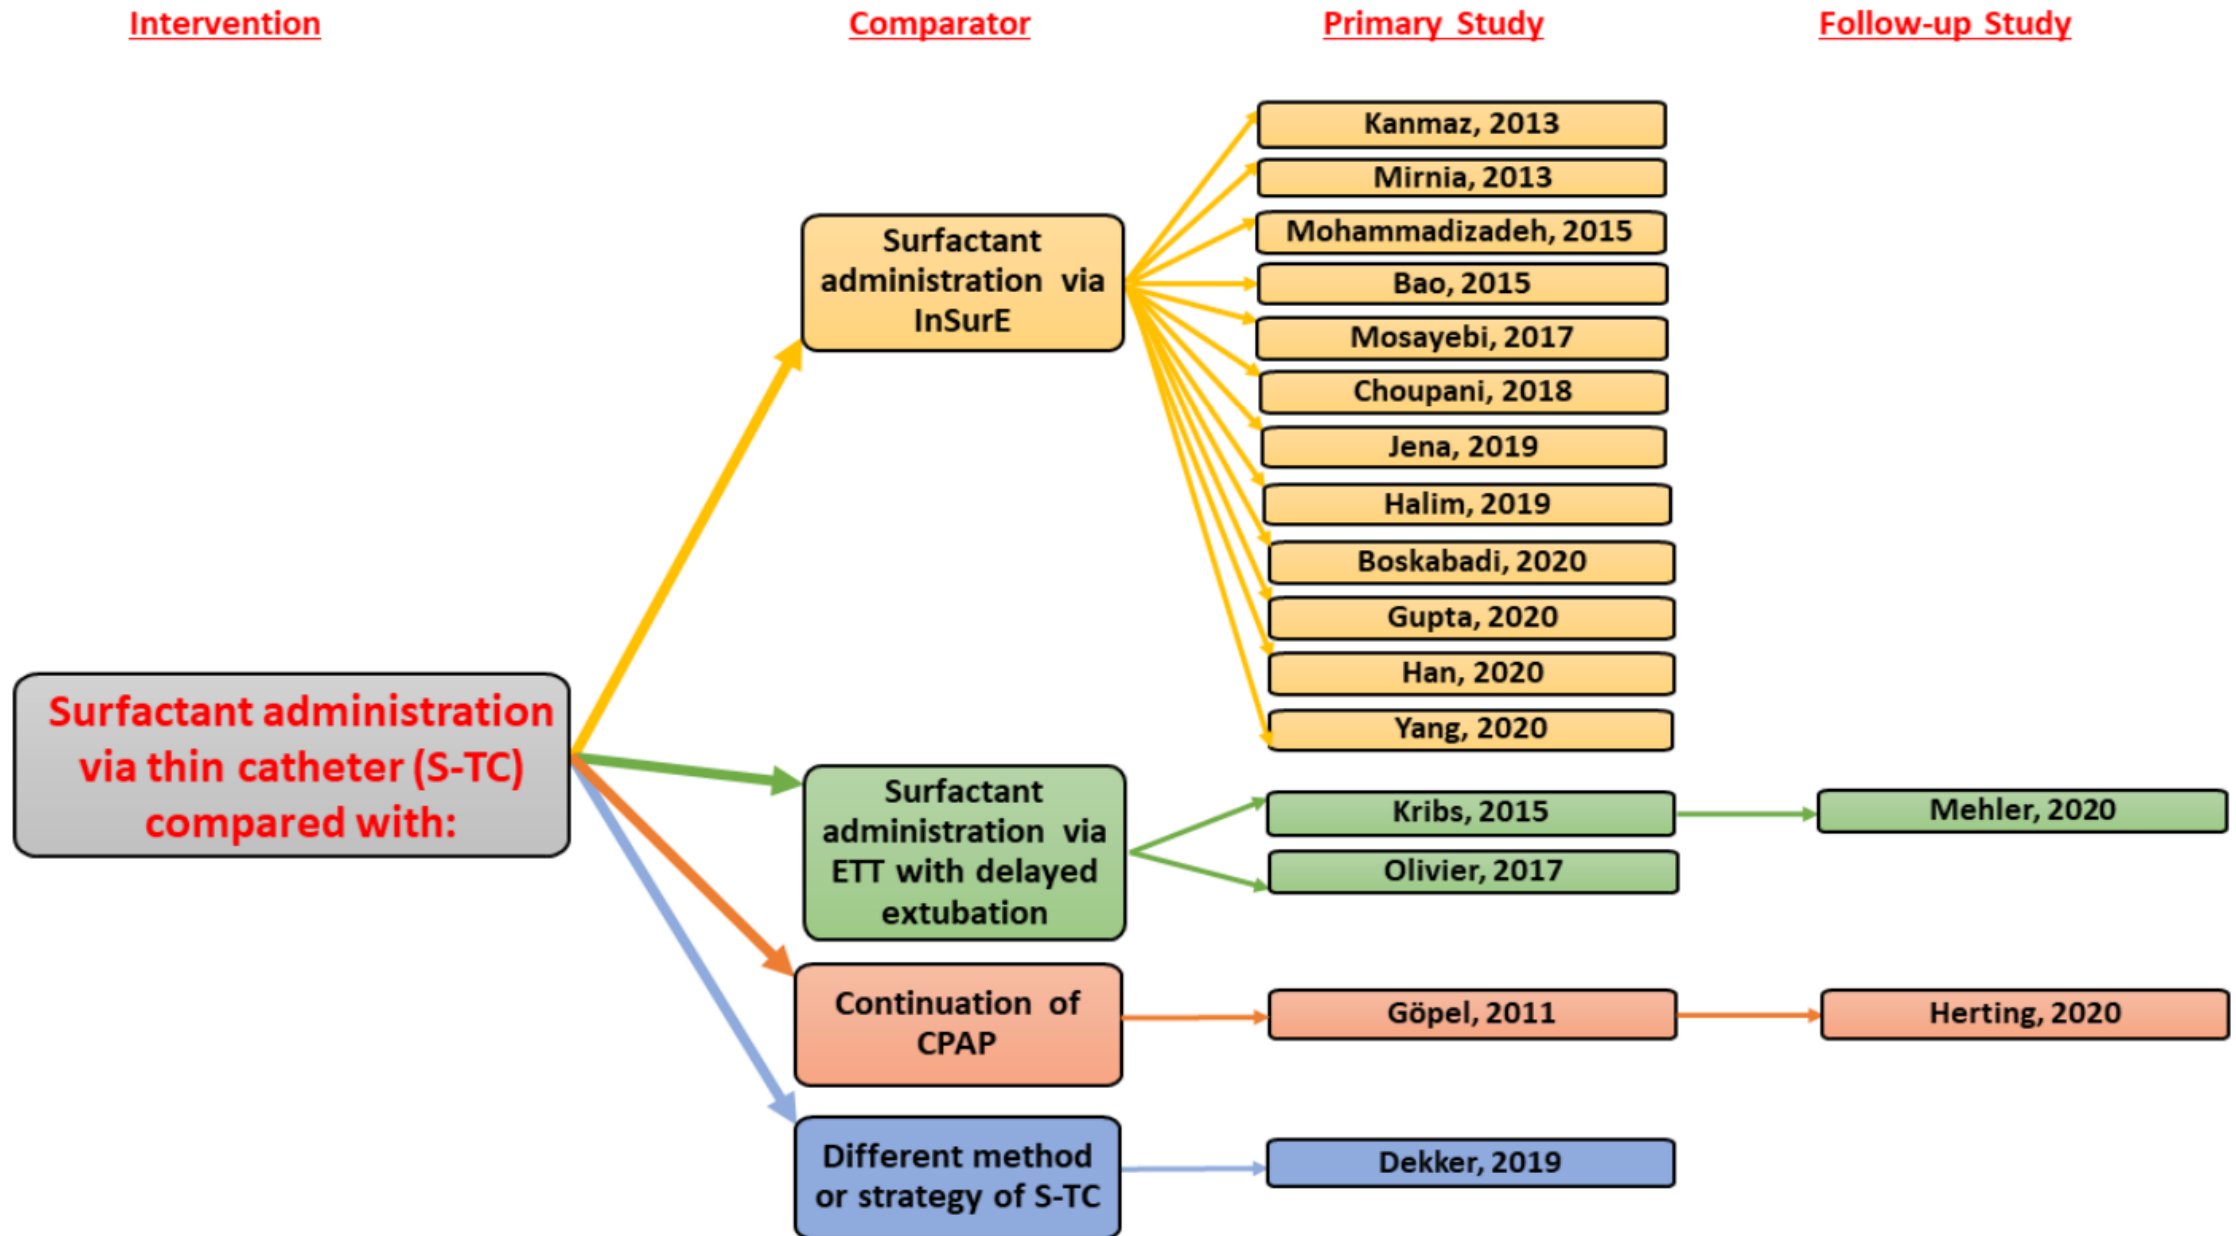 Intervention
Comparator
Primary Study
Follow-up Study
Surfactant administration
via thin catheter (S-TC)
compared with:
Surfactant
administration via
InSurE
Kanmaz, 2013
Mirnia, 2013
Mohammadizadeh, 2015
Bao, 2015
Mosayebi, 2017
Choupani, 2018
Jena, 2019
Halim, 2019
Boskabadi, 2020
Gupta, 2020
Han, 2020
Yang, 2020
Surfactant
administration via
ETT with delayed
extubation
Kribs, 2015
Mehler, 2020
Olivier, 2017
Continuation of
CPAP
Göpel, 2011
Herting, 2020
Different method
or strategy of S-TC
Dekker, 2019